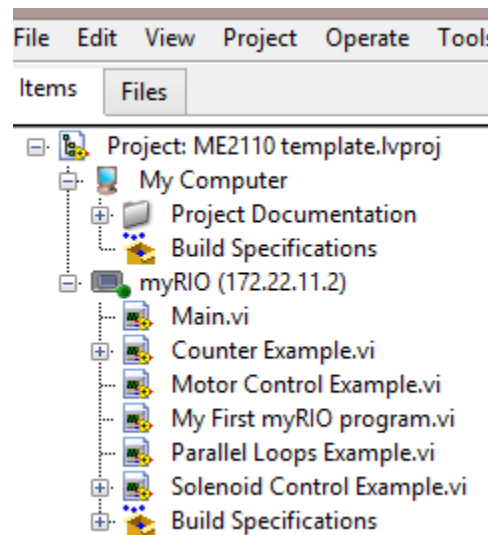 File Edit View Project Operate Tools
Items Files
Project: ME2110 template.lvproj
My Computer
Project Documentation
Build Specifications
myRIO (172.22.11.2)
Main.vi
Counter Example.vi
Motor Control Example.vi
My First myRIO program.vi
Parallel Loops Example.vi
Solenoid Control Example.vi
Build Specifications